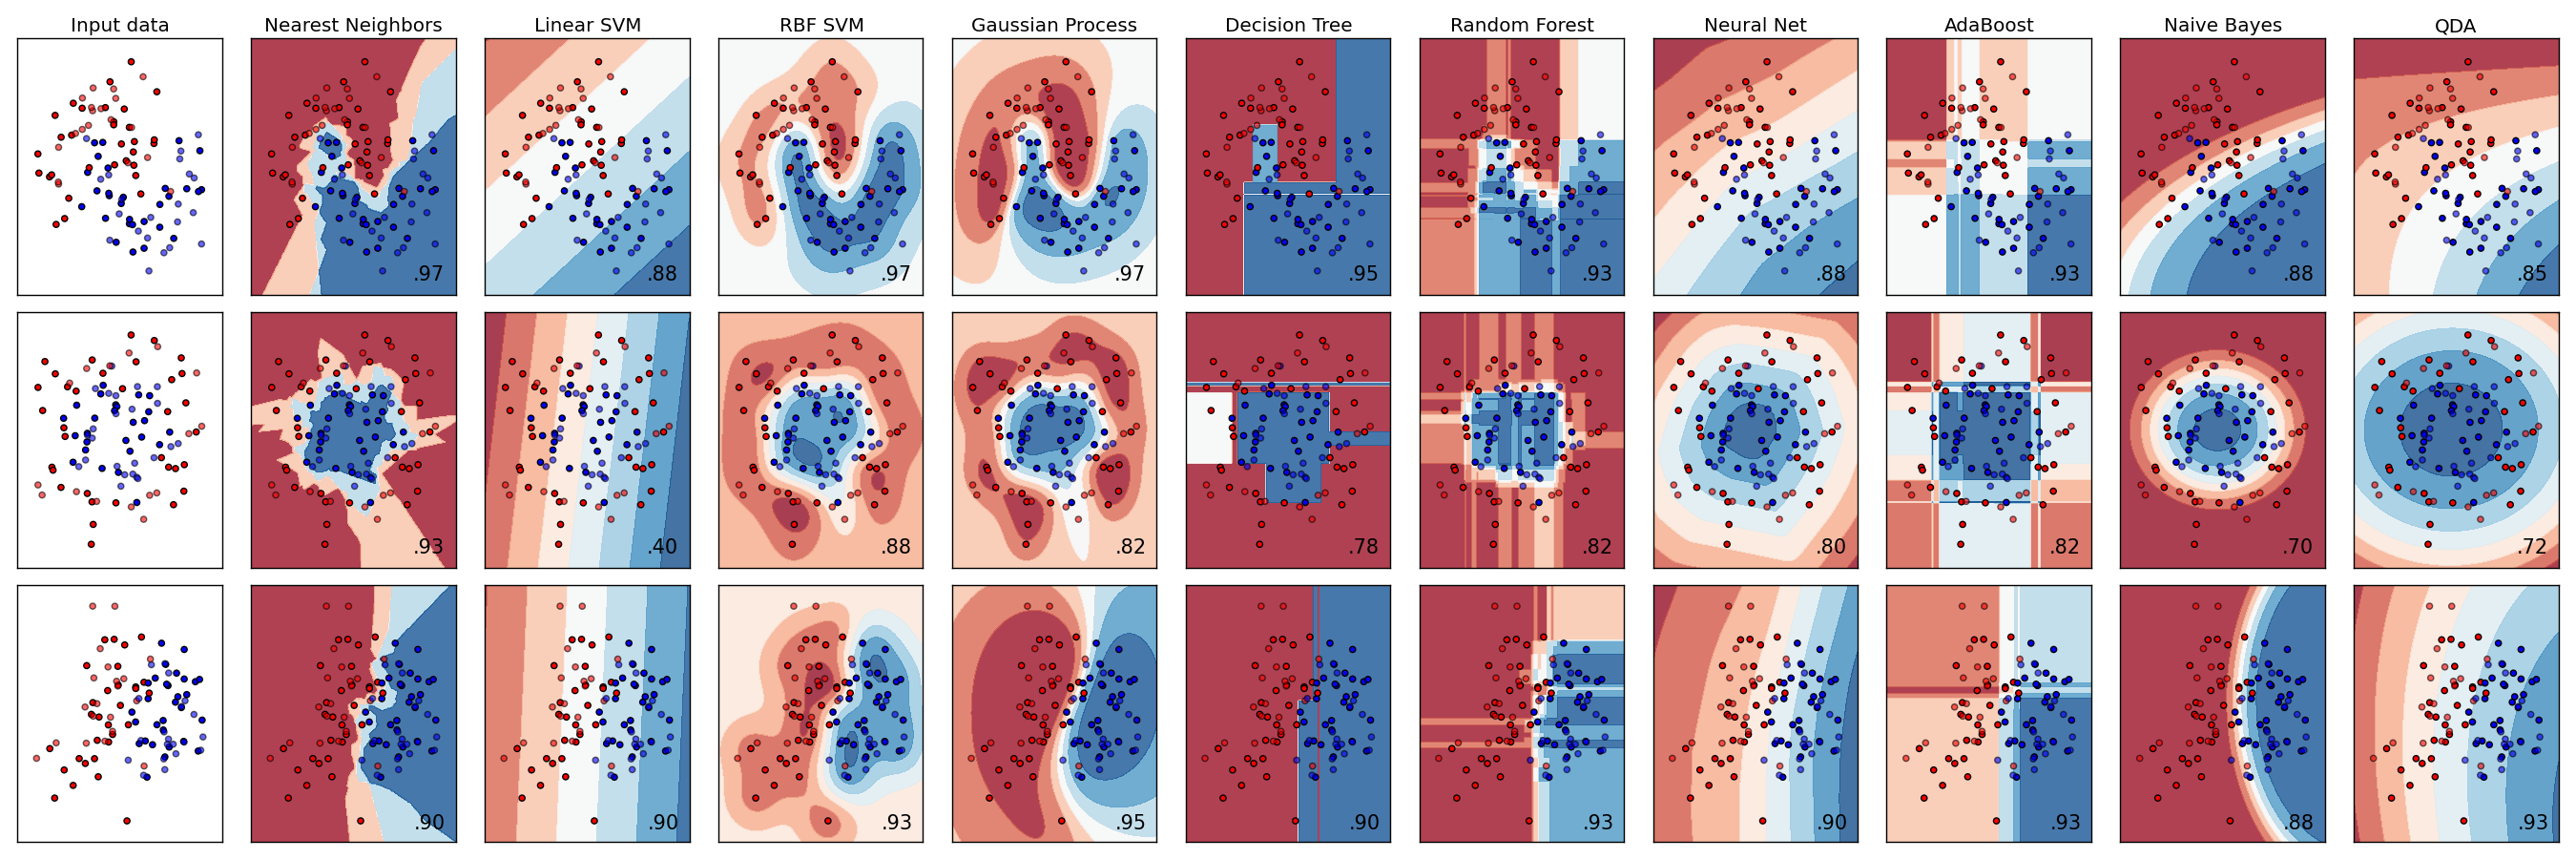 Input data Nearest Neighbors Linear SVM RBF SVM Gaussian Process Decision Tree Random Forest Neural Net AdaBoost Naive Bayes QDA
.97 .88 .97 .97 .95 .93 .88 .93 .88 .85
.93 .40 .88 .82 .78 .82 .80 .82 .70 .72
.90 .90 .93 .95 .90 .93 .90 .93 .88 .93